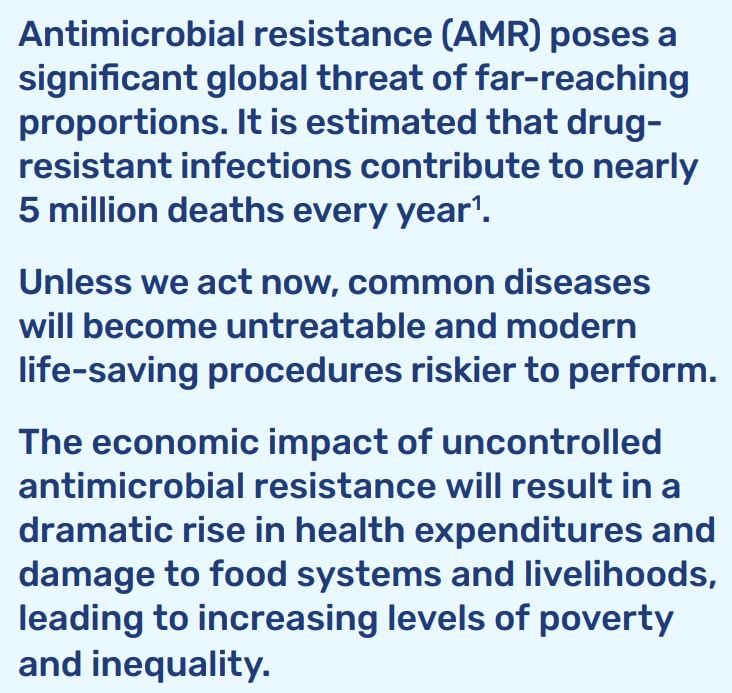 Antimicrobial resistance (AMR) poses a
significant global threat of far-reaching
proportions. It is estimated that drug-
resistant infections contribute to nearly
5 million deaths every year¹.
Unless we act now, common diseases
will become untreatable and modern
life-saving procedures riskier to perform.
The economic impact of uncontrolled
antimicrobial resistance will result in a
dramatic rise in health expenditures and
damage to food systems and livelihoods,
leading to increasing levels of poverty
and inequality.